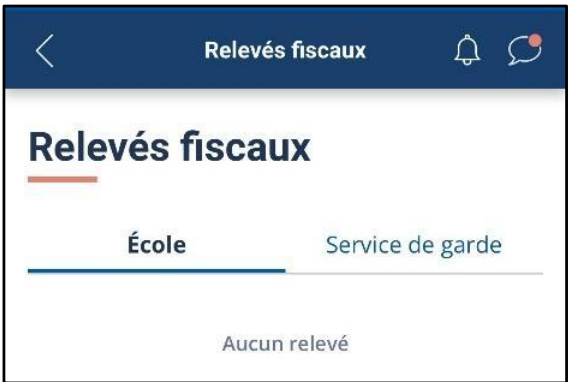 Relevés fiscaux
Relevés fiscaux
École Service de garde
Aucun relevé